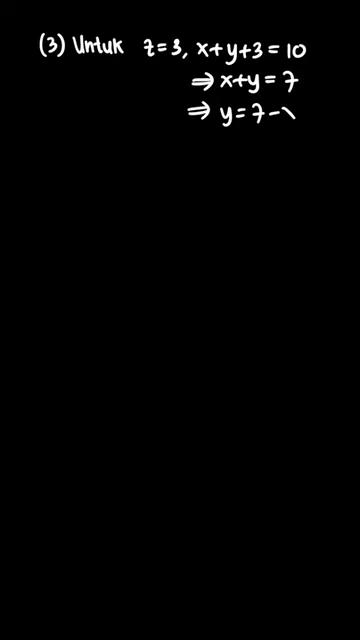 (3) Untuk z=3, x+y+3=10
⇒ x+y=7
⇒ y=7-